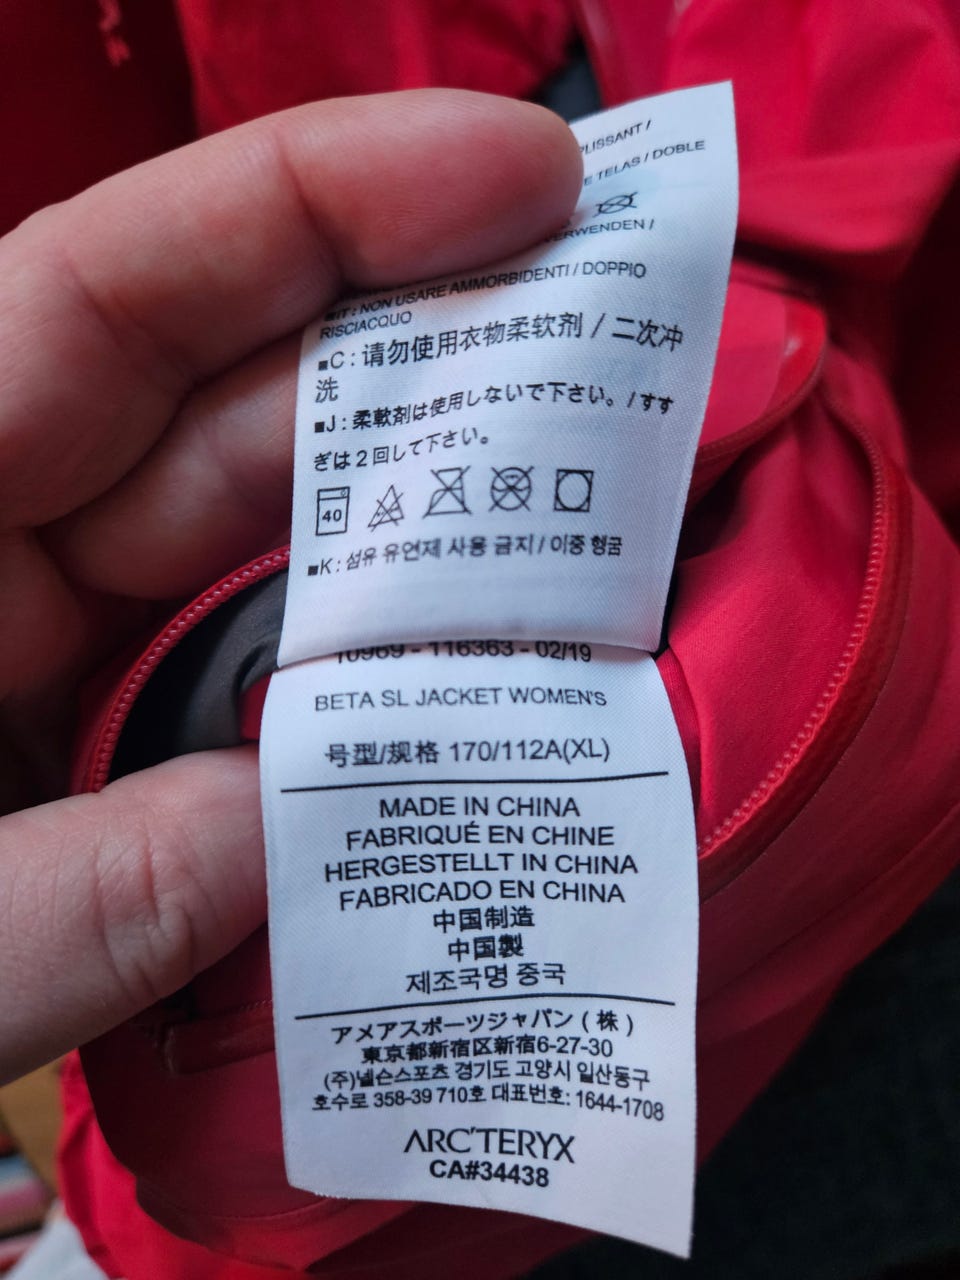 PLISSANT /
E TELAS / DOBLE
VERWENDEN /
■IT : NON USARE AMMORBIDENTI / DOPPIO
RISCIACQUO
■C : 请勿使用衣物柔软剂 / 二次冲
洗
■J : 柔軟剤は使用しないで下さい。/ すす
ぎは2回して下さい。
40
■K : 섬유 유연제 사용 금지 / 이중 헹굼
10969 - 116363 - 02/19
BETA SL JACKET WOMEN'S
号型/规格 170/112A(XL)
MADE IN CHINA
FABRIQUÉ EN CHINE
HERGESTELLT IN CHINA
FABRICADO EN CHINA
中国制造
中国製
제조국명 중국
アメアスポーツジャパン ( 株 )
東京都新宿区新宿6-27-30
(주)넬슨스포츠 경기도 고양시 일산동구
호수로 358-39 710호 대표번호: 1644-1708
ARC'TERYX
CA#34438